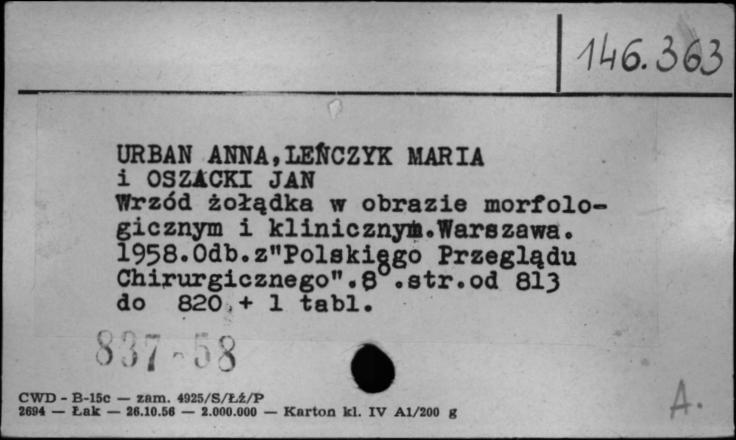 146.363
URBAN ANNA, LEŃCZYK MARIA
i OSZACKI JAN
Wrzód żołądka w obrazie morfolo-
gicznym i klinicznym. Warszawa.
1958. Odb. z "Polskiego Przeglądu
Chirurgicznego". 8°. str. od 813
do 820 + 1 tabl.
837-58
CWD - B-15c — zam. 4925/S/ŁŻ/P
2694 — Łak — 26.10.56 — 2.000.000 — Karton kl. IV A1/200 g
A.